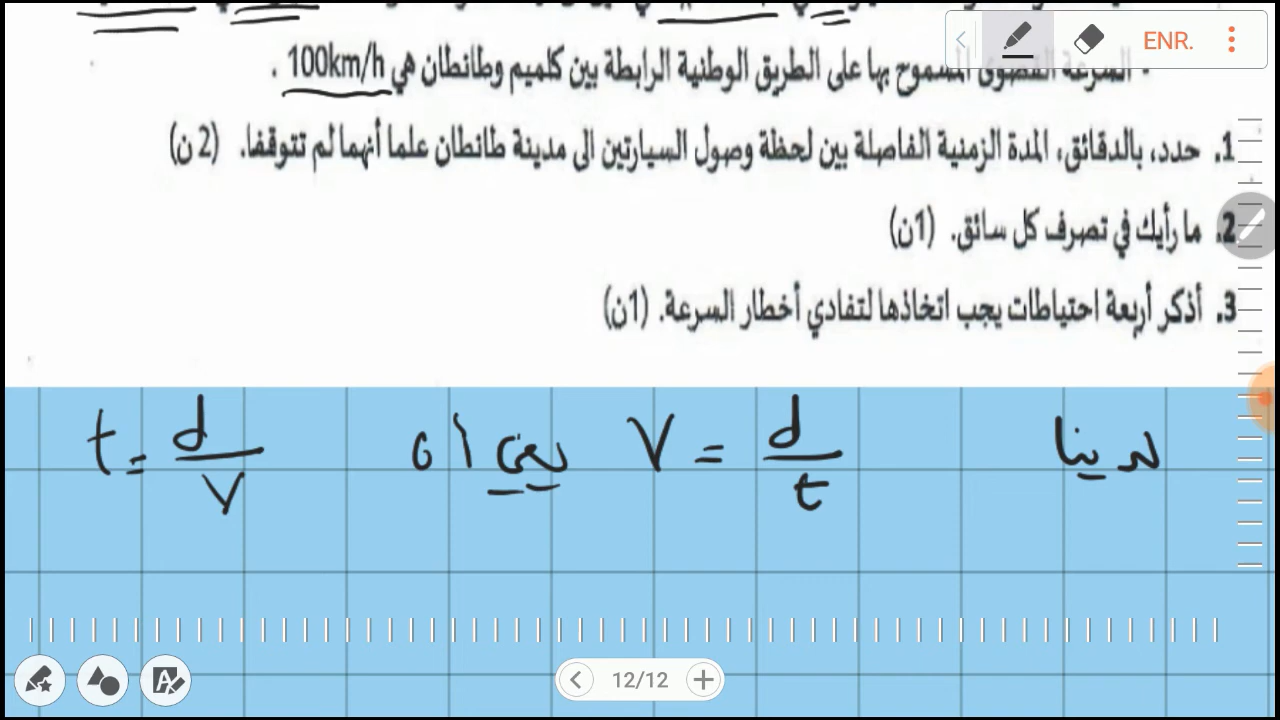 ENR.
- السرعة القصوى المسموح بها على الطريق الوطنية الرابطة بين كلميم وطانطان هي 100km/h .
1. حدد، بالدقائق، المدة الزمنية الفاصلة بين لحظة وصول السيارتين الى مدينة طانطان علما أنهما لم تتوقفا. (2 ن)
2. ما رأيك في تصرف كل سائق. (1ن)
3. أذكر أربعة احتياطات يجب اتخاذها لتفادي أخطار السرعة. (1ن)
لدينا V = d/t يعني ان t = d/V
12/12